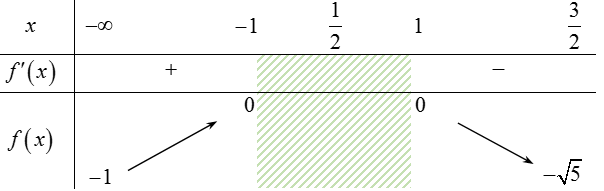 x −∞ −1 1/2 1 3/2
f′(x) + −
f(x) −1 0 0 −√5